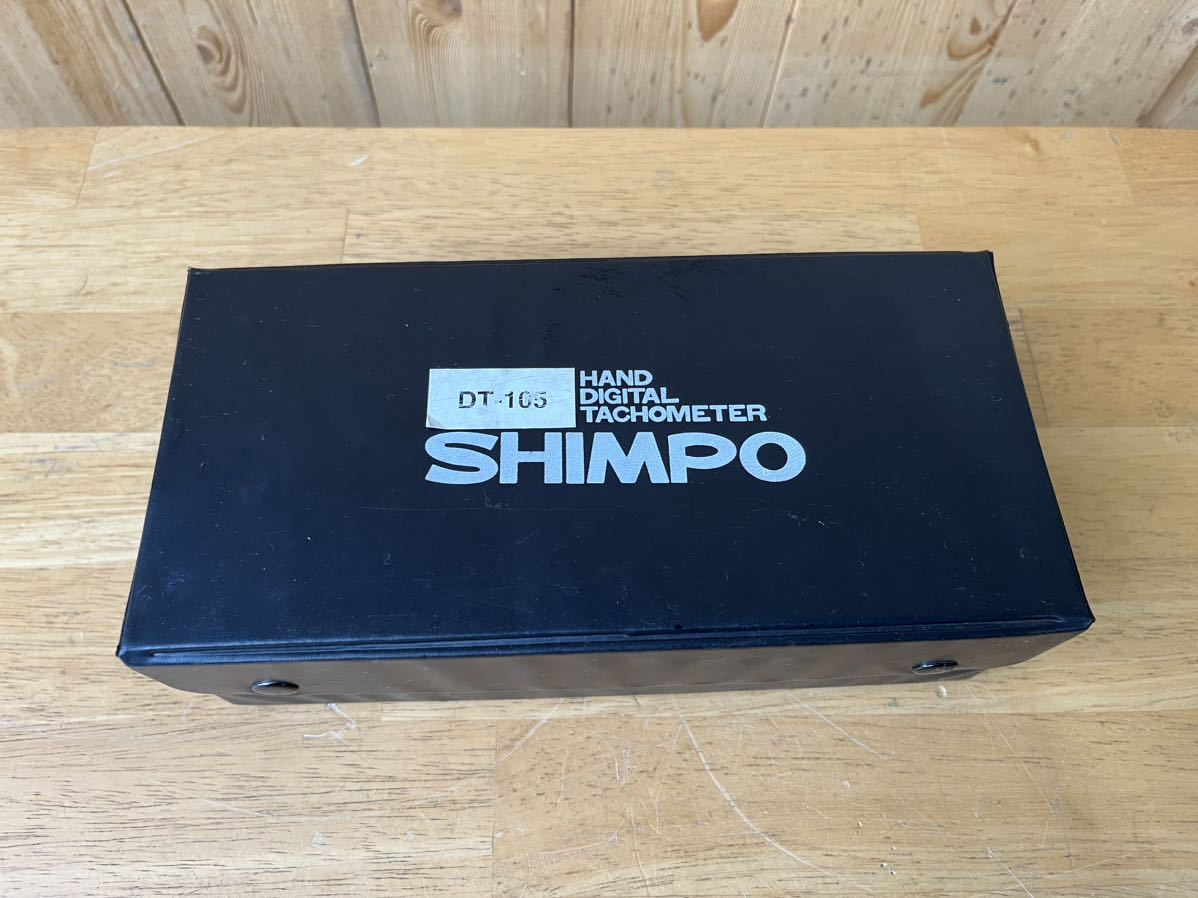 DT-105
HAND
DIGITAL
TACHOMETER
SHIMPO